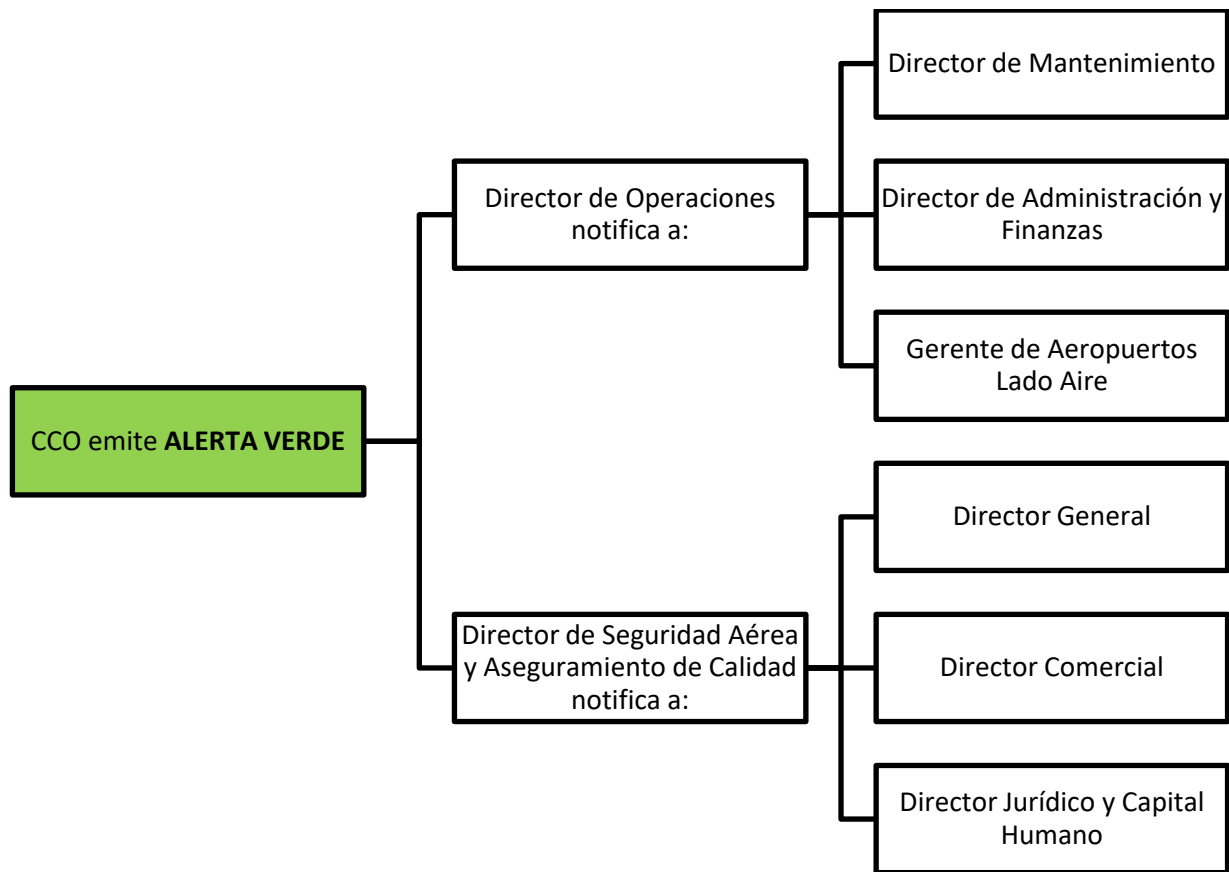 CCO emite ALERTA VERDE
Director de Operaciones
notifica a:
Director de Mantenimiento
Director de Administración y
Finanzas
Gerente de Aeropuertos
Lado Aire
Director de Seguridad Aérea
y Aseguramiento de Calidad
notifica a:
Director General
Director Comercial
Director Jurídico y Capital
Humano